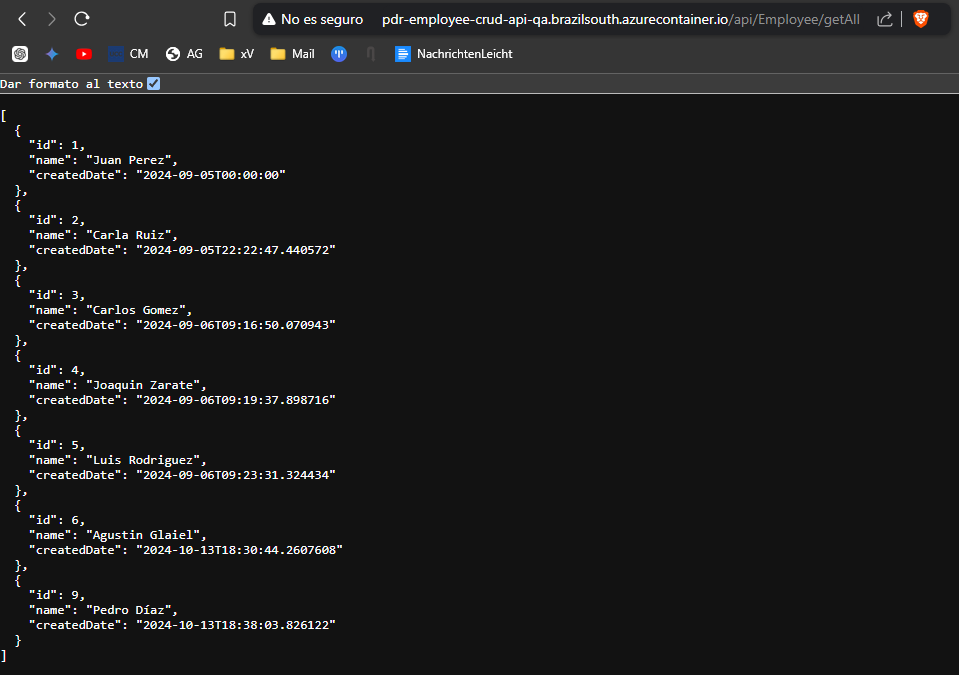 No es seguro pdr-employee-crud-api-qa.brazilsouth.azurecontainer.io/api/Employee/getAll
CM AG xV Mail NachrichtenLeicht
Dar formato al texto
[
  {
    "id": 1,
    "name": "Juan Perez",
    "createdDate": "2024-09-05T00:00:00"
  },
  {
    "id": 2,
    "name": "Carla Ruiz",
    "createdDate": "2024-09-05T22:22:47.440572"
  },
  {
    "id": 3,
    "name": "Carlos Gomez",
    "createdDate": "2024-09-06T09:16:50.070943"
  },
  {
    "id": 4,
    "name": "Joaquin Zarate",
    "createdDate": "2024-09-06T09:19:37.898716"
  },
  {
    "id": 5,
    "name": "Luis Rodriguez",
    "createdDate": "2024-09-06T09:23:31.324434"
  },
  {
    "id": 6,
    "name": "Agustin Glaiel",
    "createdDate": "2024-10-13T18:30:44.2607608"
  },
  {
    "id": 9,
    "name": "Pedro Díaz",
    "createdDate": "2024-10-13T18:38:03.826122"
  }
]